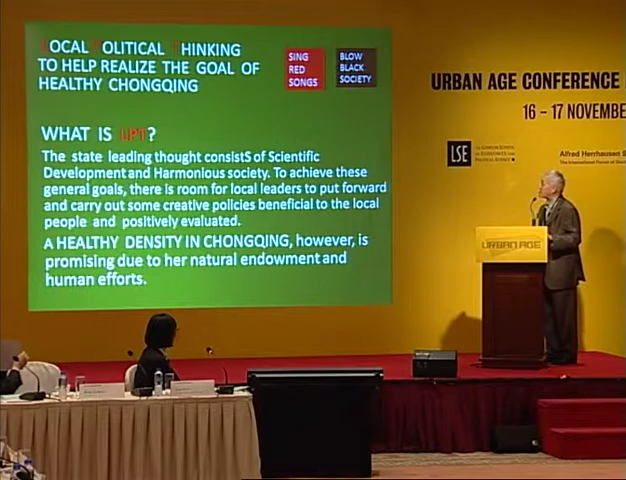 LOCAL POLITICAL THINKING
TO HELP REALIZE THE GOAL OF
HEALTHY CHONGQING
SING
RED
SONGS
BLOW
BLACK
SOCIETY
WHAT IS LPT?
The state leading thought consistS of Scientific
Development and Harmonious society. To achieve these
general goals, there is room for local leaders to put forward
and carry out some creative policies beneficial to the local
people and positively evaluated.
A HEALTHY DENSITY IN CHONGQING, however, is
promising due to her natural endowment and
human efforts.
URBAN AGE CONFERENCE
16 – 17 NOVEMBE
LSE
Alfred Herrhausen S
URBAN AGE